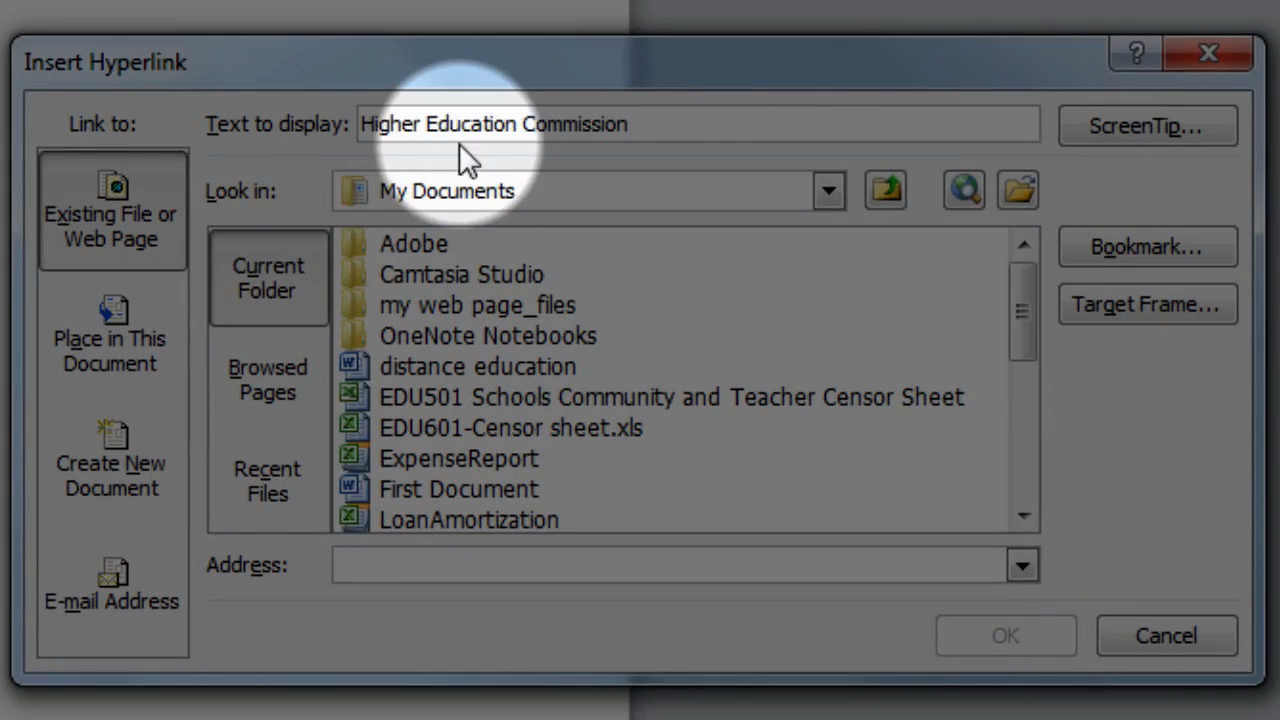 Insert Hyperlink
?
Link to:
Text to display: Higher Education Commission
ScreenTip...
Existing File or
Web Page
Look in: My Documents
Bookmark...
Target Frame...
Place in This
Document
Create New
Document
E-mail Address
Current
Folder
Browsed
Pages
Recent
Files
Adobe
Camtasia Studio
my web page_files
OneNote Notebooks
distance education
EDU501 Schools Community and Teacher Censor Sheet
EDU601-Censor sheet.xls
ExpenseReport
First Document
LoanAmortization
Address:
OK
Cancel